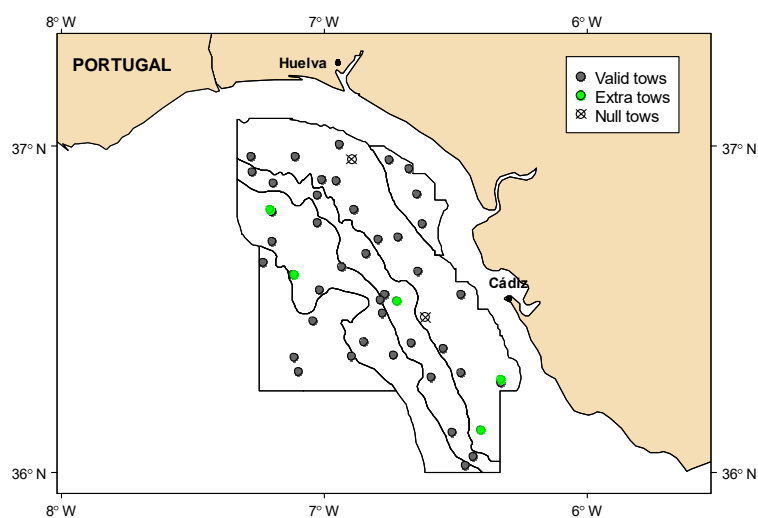 8° W 7° W 6° W
PORTUGAL
Huelva
Valid tows
Extra tows
Null tows
37° N 37° N
Cádiz
36° N 36° N
8° W 7° W 6° W